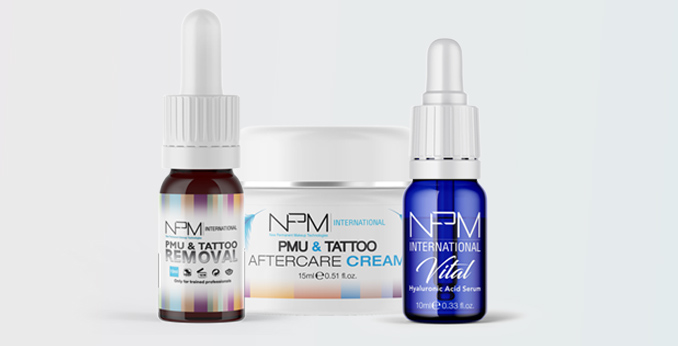 NPM INTERNATIONAL
PMU & TATTOO
REMOVAL
Only for trained professionals
NPM INTERNATIONAL
PMU & TATTOO
AFTERCARE CREAM
15ml ℮ 0.51 fl.oz.
NPM
INTERNATIONAL
Vital
Hyaluronic Acid Serum
10ml ℮ 0.33 fl.oz.